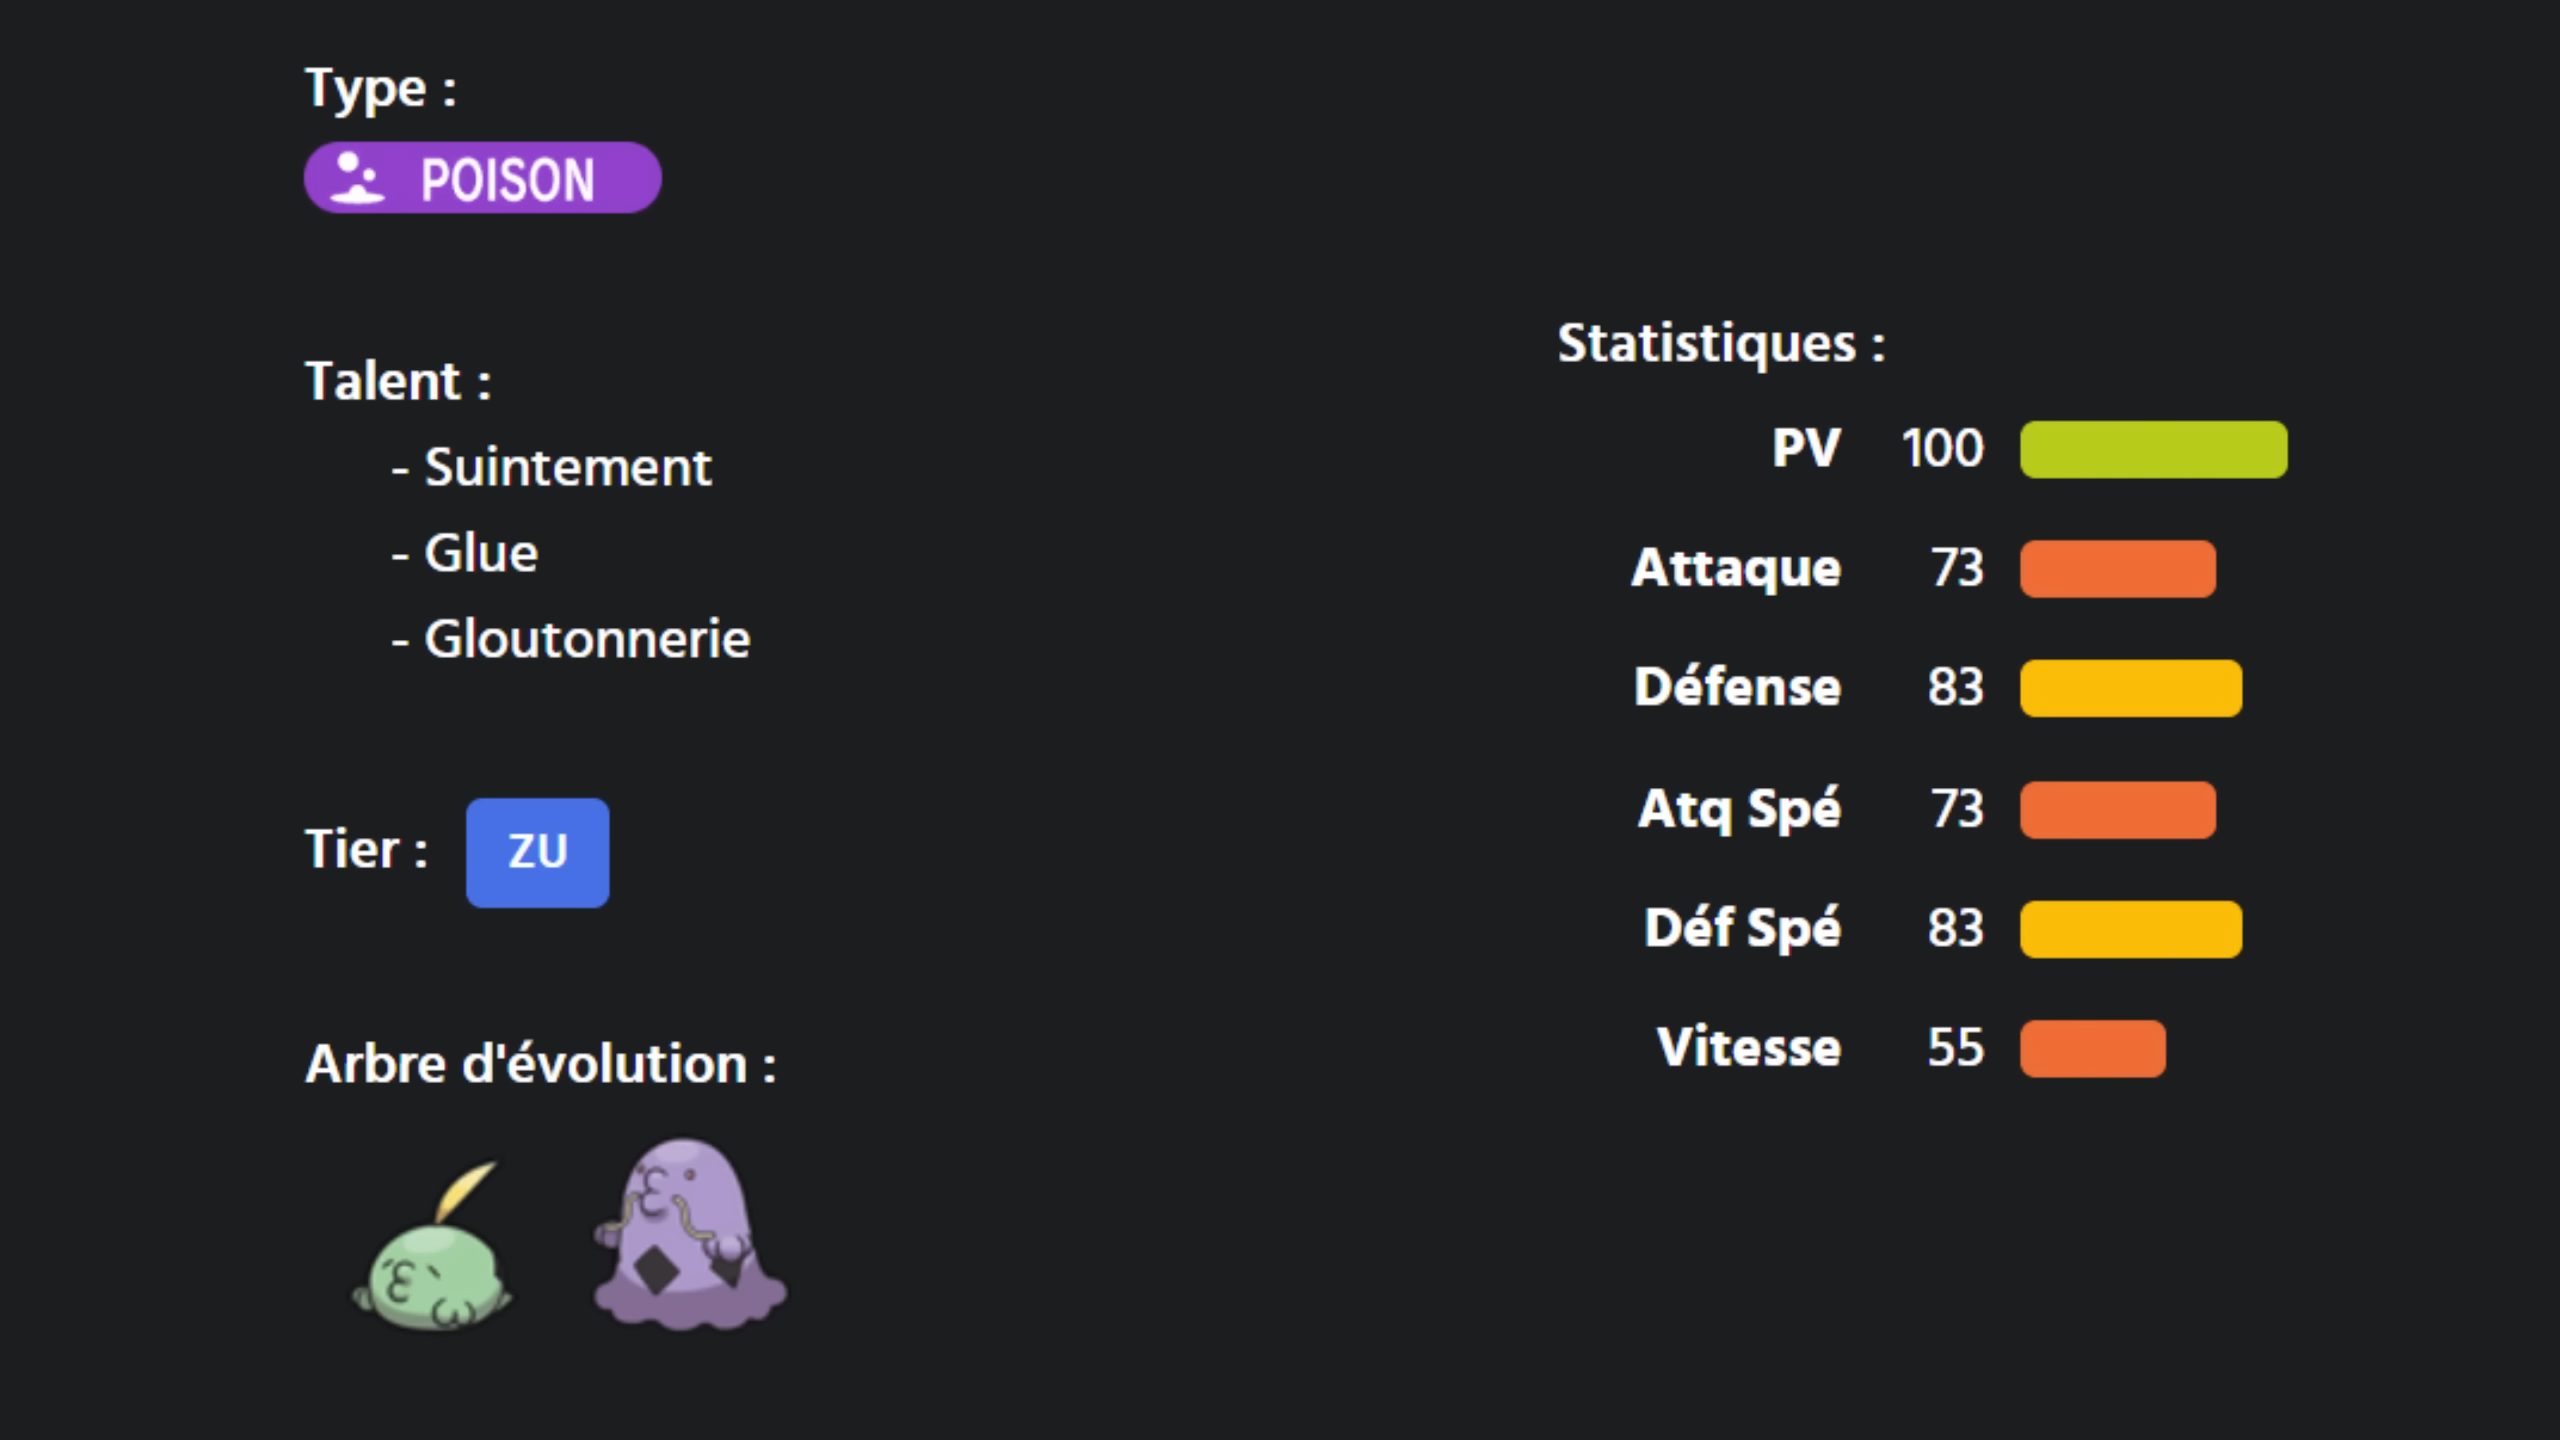 Type :
POISON
Talent :
- Suintement
- Glue
- Gloutonnerie
Tier : ZU
Arbre d'évolution :
Statistiques :
PV 100
Attaque 73
Défense 83
Atq Spé 73
Déf Spé 83
Vitesse 55